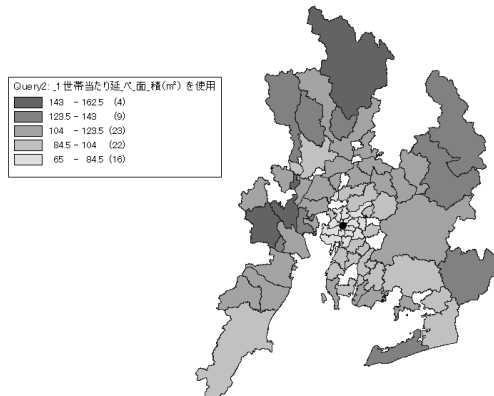 Query2:_1世帯当たり延_ベ_面_積(㎡) を使用
143 - 162.5 (4)
123.5 - 143 (9)
104 - 123.5 (23)
84.5 - 104 (22)
65 - 84.5 (16)